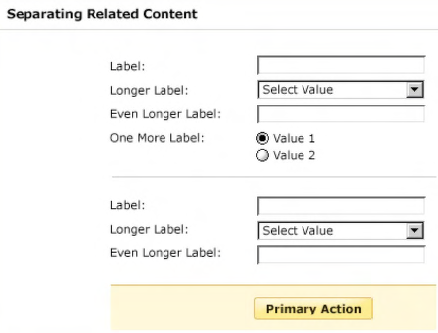 Separating Related Content
Label:
Longer Label: Select Value
Even Longer Label:
One More Label: Value 1
Value 2
Label:
Longer Label: Select Value
Even Longer Label:
Primary Action